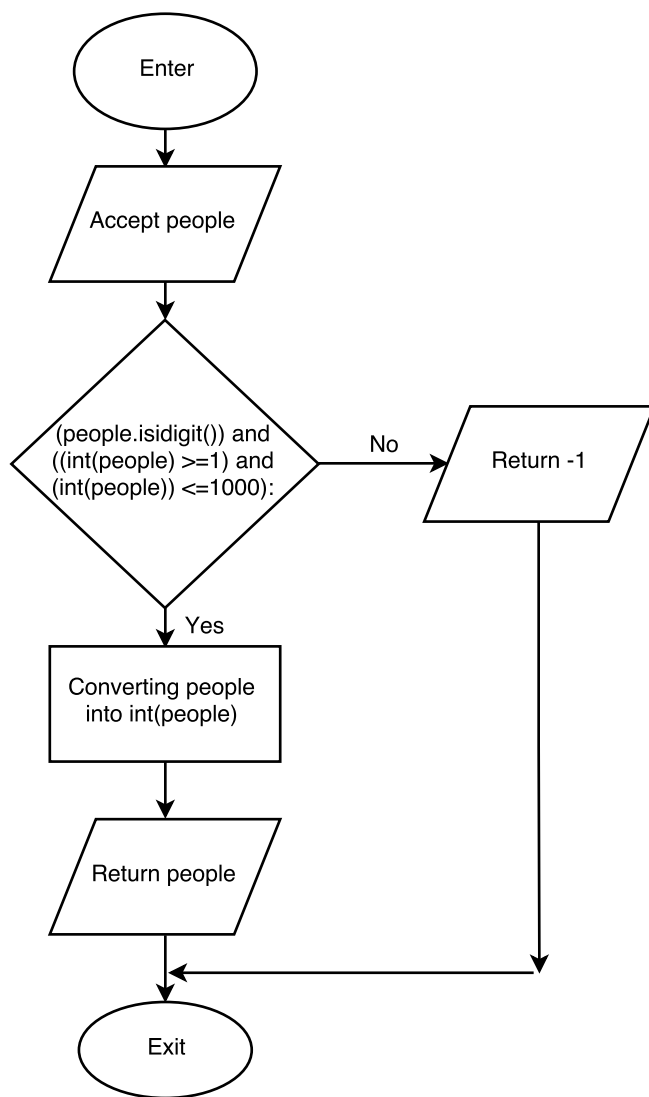 Enter
Accept people
(people.isidigit()) and
((int(people) >=1) and
(int(people)) <=1000):
No
Return -1
Yes
Converting people
into int(people)
Return people
Exit